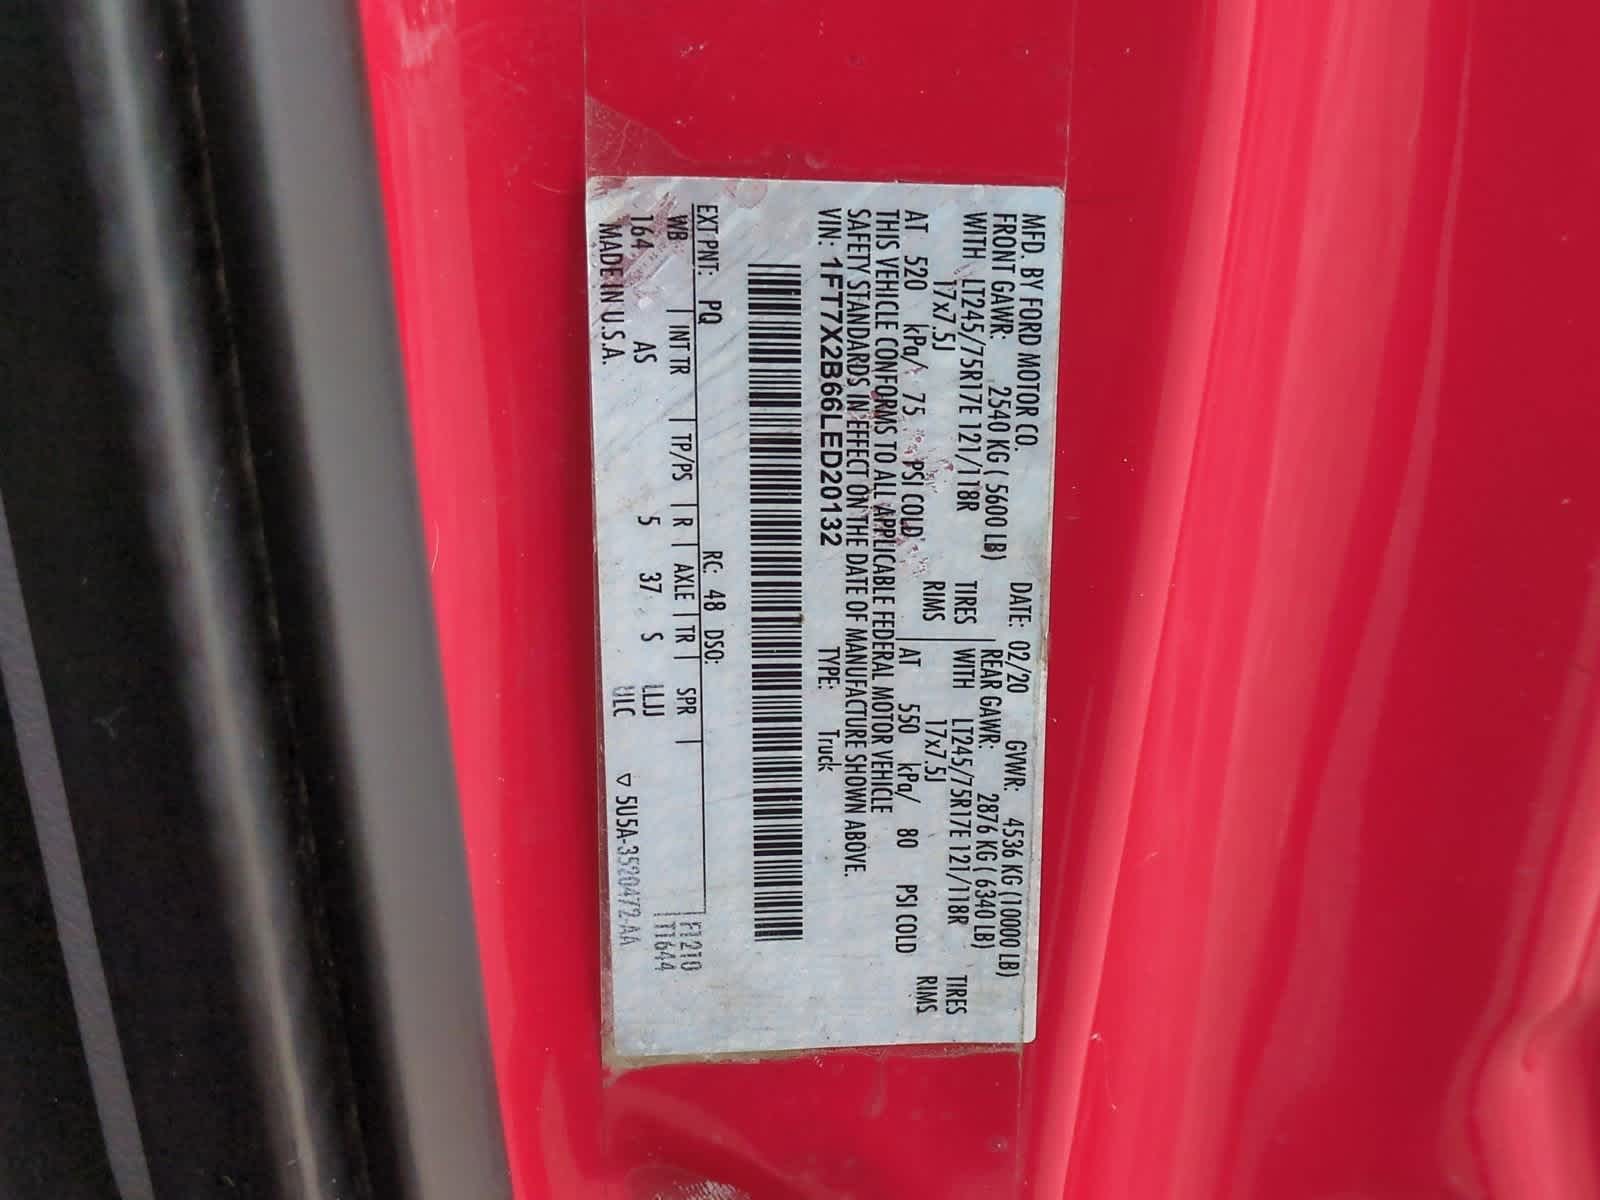 MFD. BY FORD MOTOR CO. DATE: 02/20 GVWR: 4536 KG (10000 LB)
FRONT GAWR: 2540 KG ( 5600 LB) REAR GAWR: 2876 KG ( 6340 LB)
WITH LT245/75R17E 121/118R TIRES WITH LT245/75R17E 121/118R TIRES
17x7.5J RIMS 17x7.5J RIMS
AT 520 kPa/ 75 PSI COLD AT 550 kPa/ 80 PSI COLD
THIS VEHICLE CONFORMS TO ALL APPLICABLE FEDERAL MOTOR VEHICLE
SAFETY STANDARDS IN EFFECT ON THE DATE OF MANUFACTURE SHOWN ABOVE.
VIN: 1FT7X2B66LED20132 TYPE: Truck
EXT PNT: PQ RC: 48 DSO:
WB INT TR TP/PS R AXLE TR SPR FT210
164 AS 5 37 S LLJJ T1644
MADE IN U.S.A. ULC ▽ 5U5A-3520472-AA